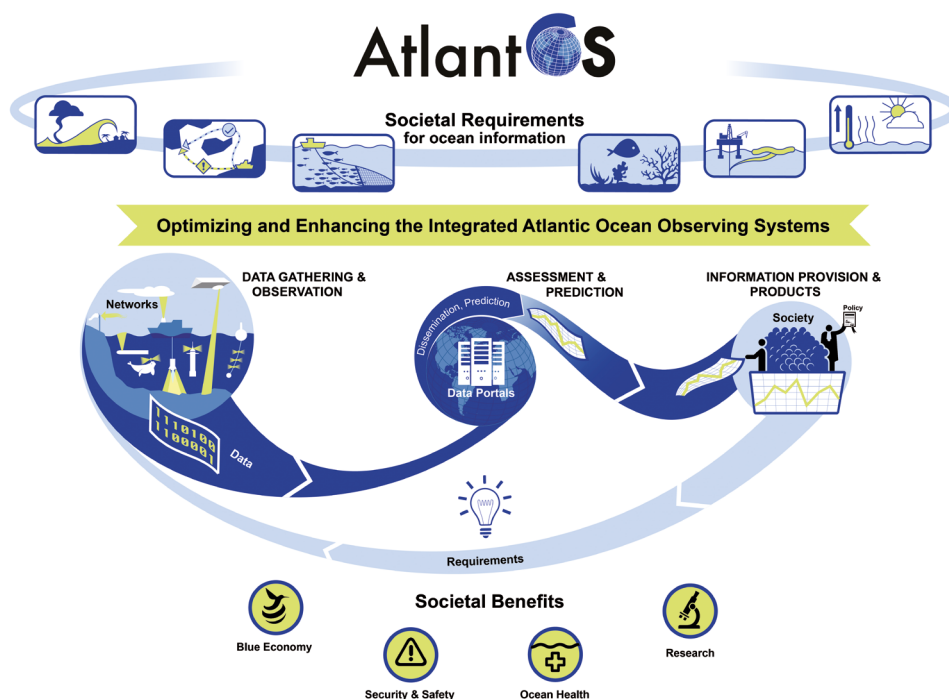 AtlantOS
Societal Requirements
for ocean information
Optimizing and Enhancing the Integrated Atlantic Ocean Observing Systems
DATA GATHERING &
OBSERVATION
ASSESSMENT &
PREDICTION
INFORMATION PROVISION &
PRODUCTS
Networks
Dissemination, Prediction
Society
Policy
Data Portals
1110100
1100001
Data
Requirements
Societal Benefits
Blue Economy
Research
Security & Safety
Ocean Health